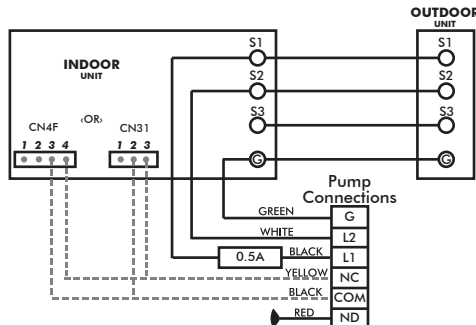 OUTDOOR
UNIT
INDOOR
UNIT
S1
S1
S2
S2
S3
S3
G
G
CN4F
‹OR›
CN31
1 2 3 4
1 2 3
Pump
Connections
GREEN
G
WHITE
L2
0.5A
BLACK
L1
YELLOW
NC
BLACK
COM
RED
ND